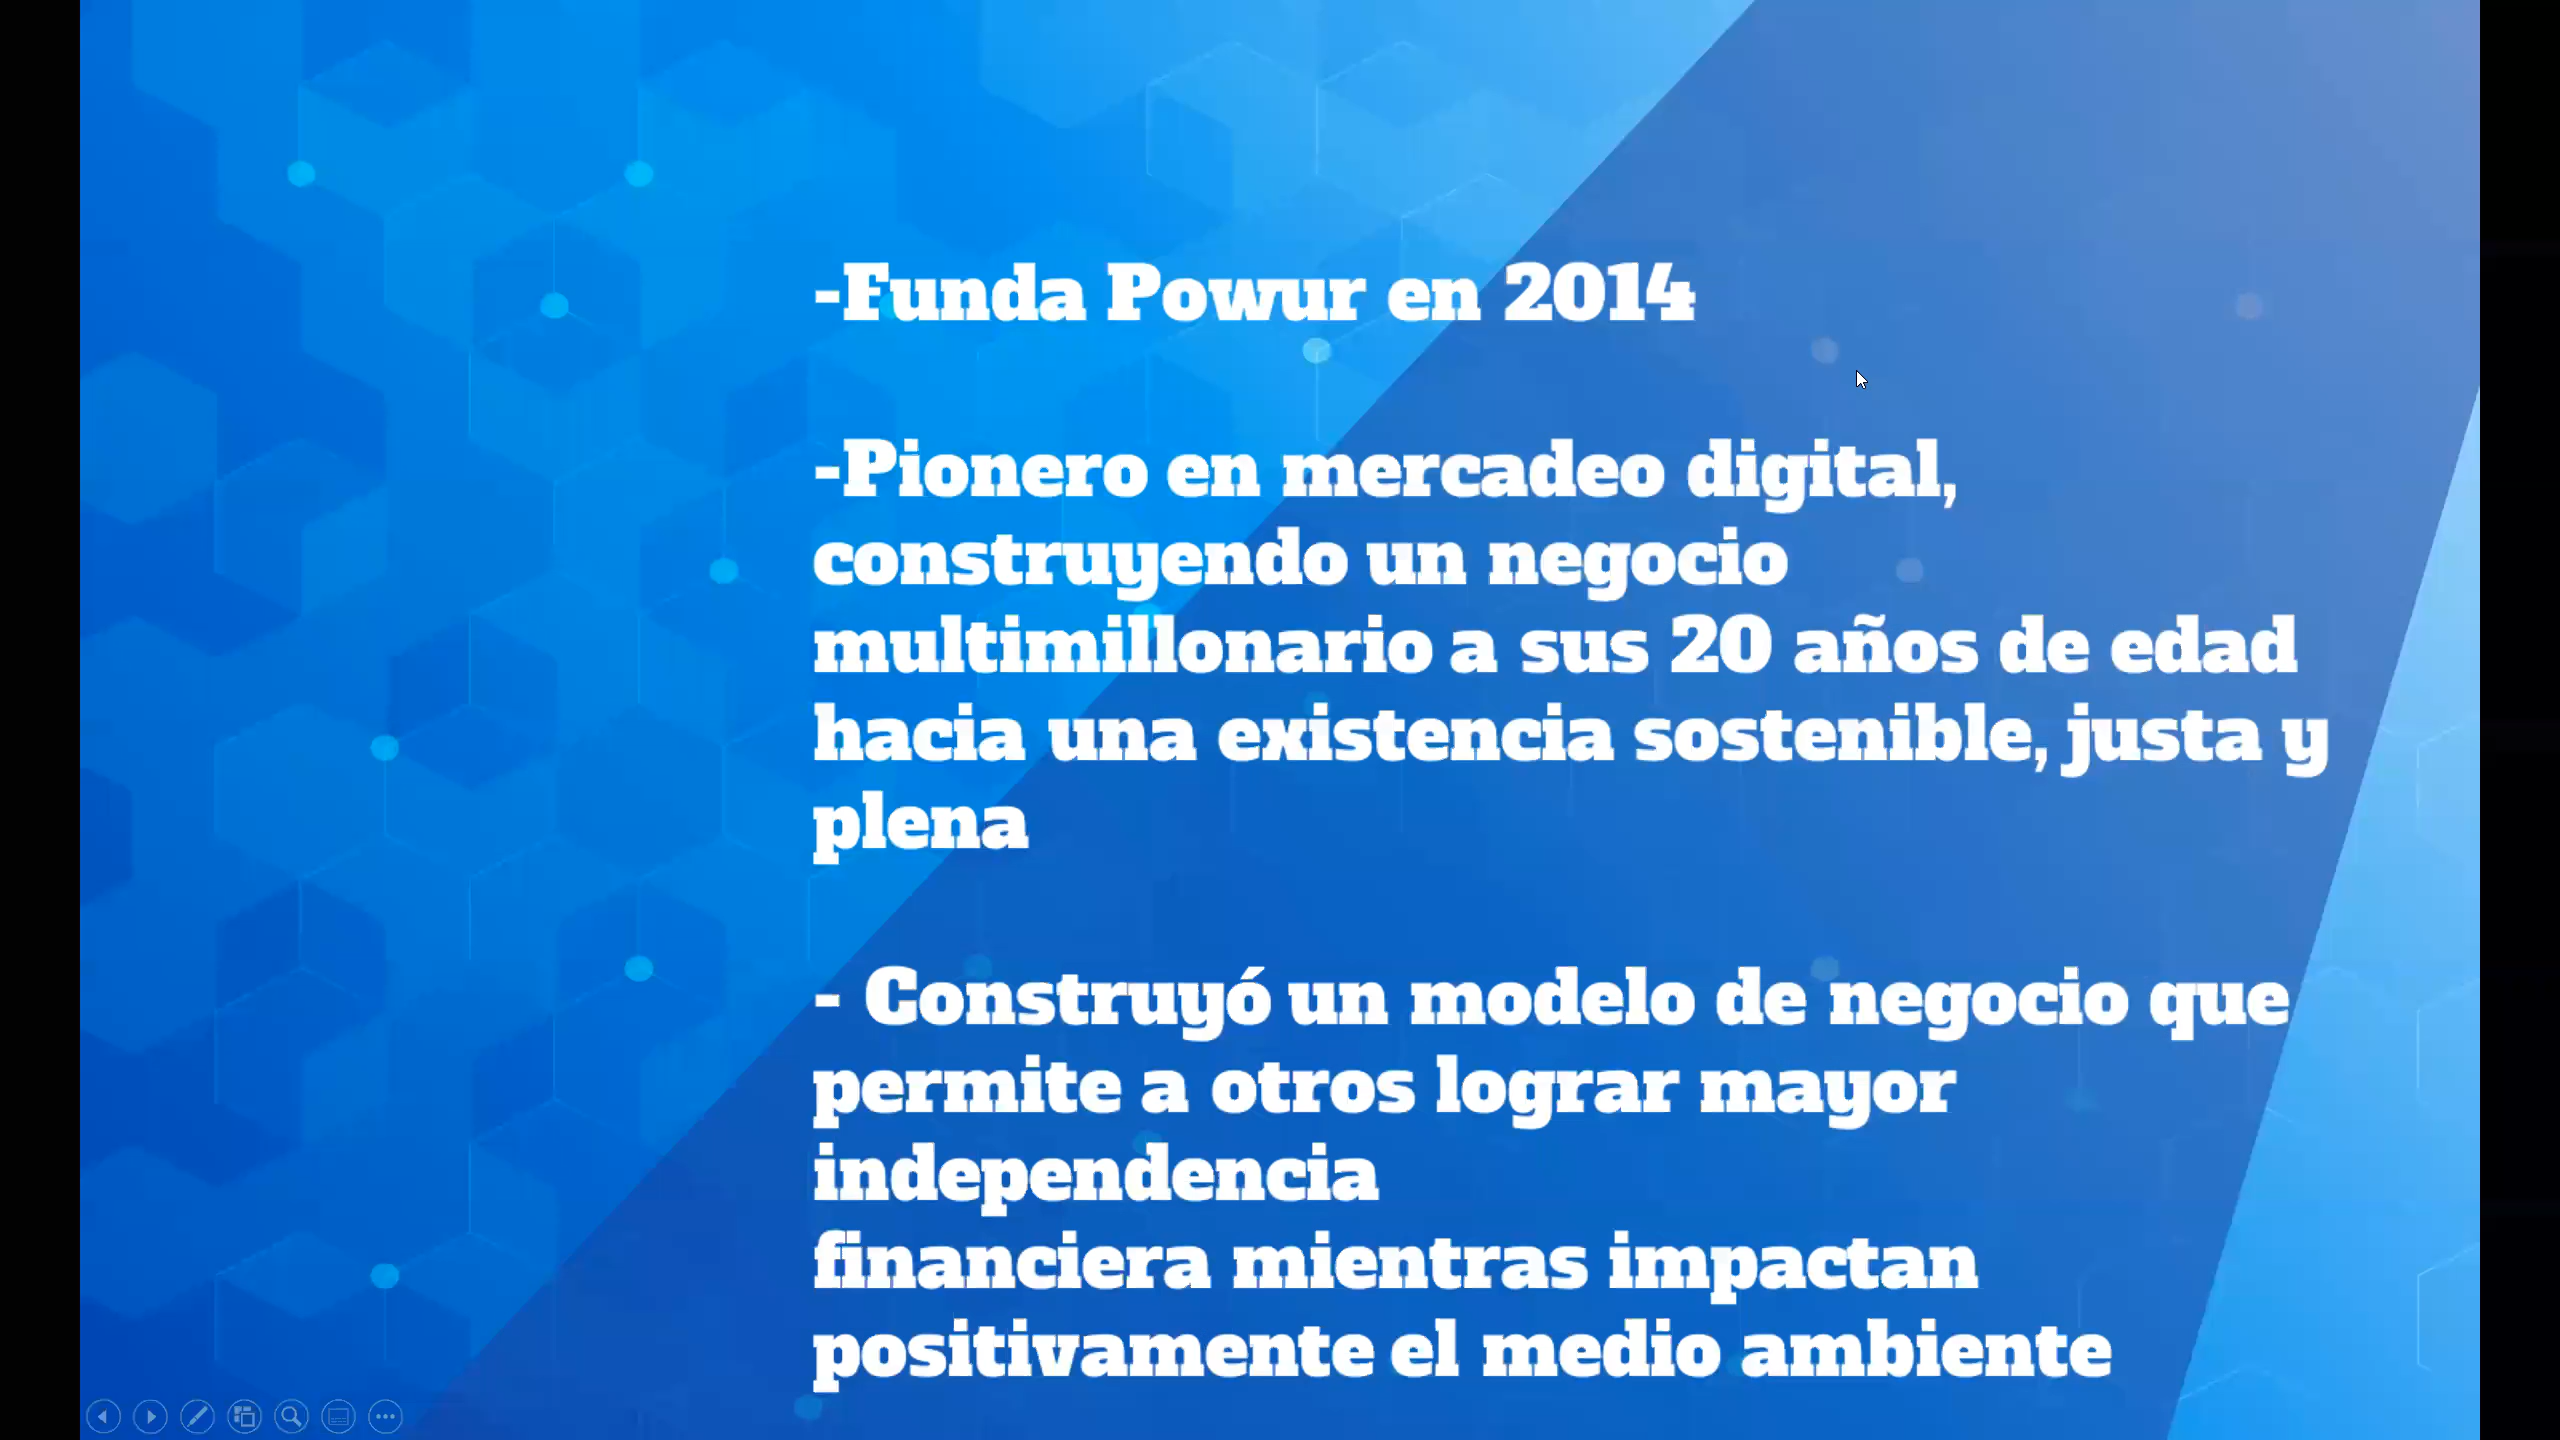 -Funda Powur en 2014
-Pionero en mercadeo digital,
construyendo un negocio
multimillonario a sus 20 años de edad
hacia una existencia sostenible, justa y
plena
- Construyó un modelo de negocio que
permite a otros lograr mayor
independencia
financiera mientras impactan
positivamente el medio ambiente